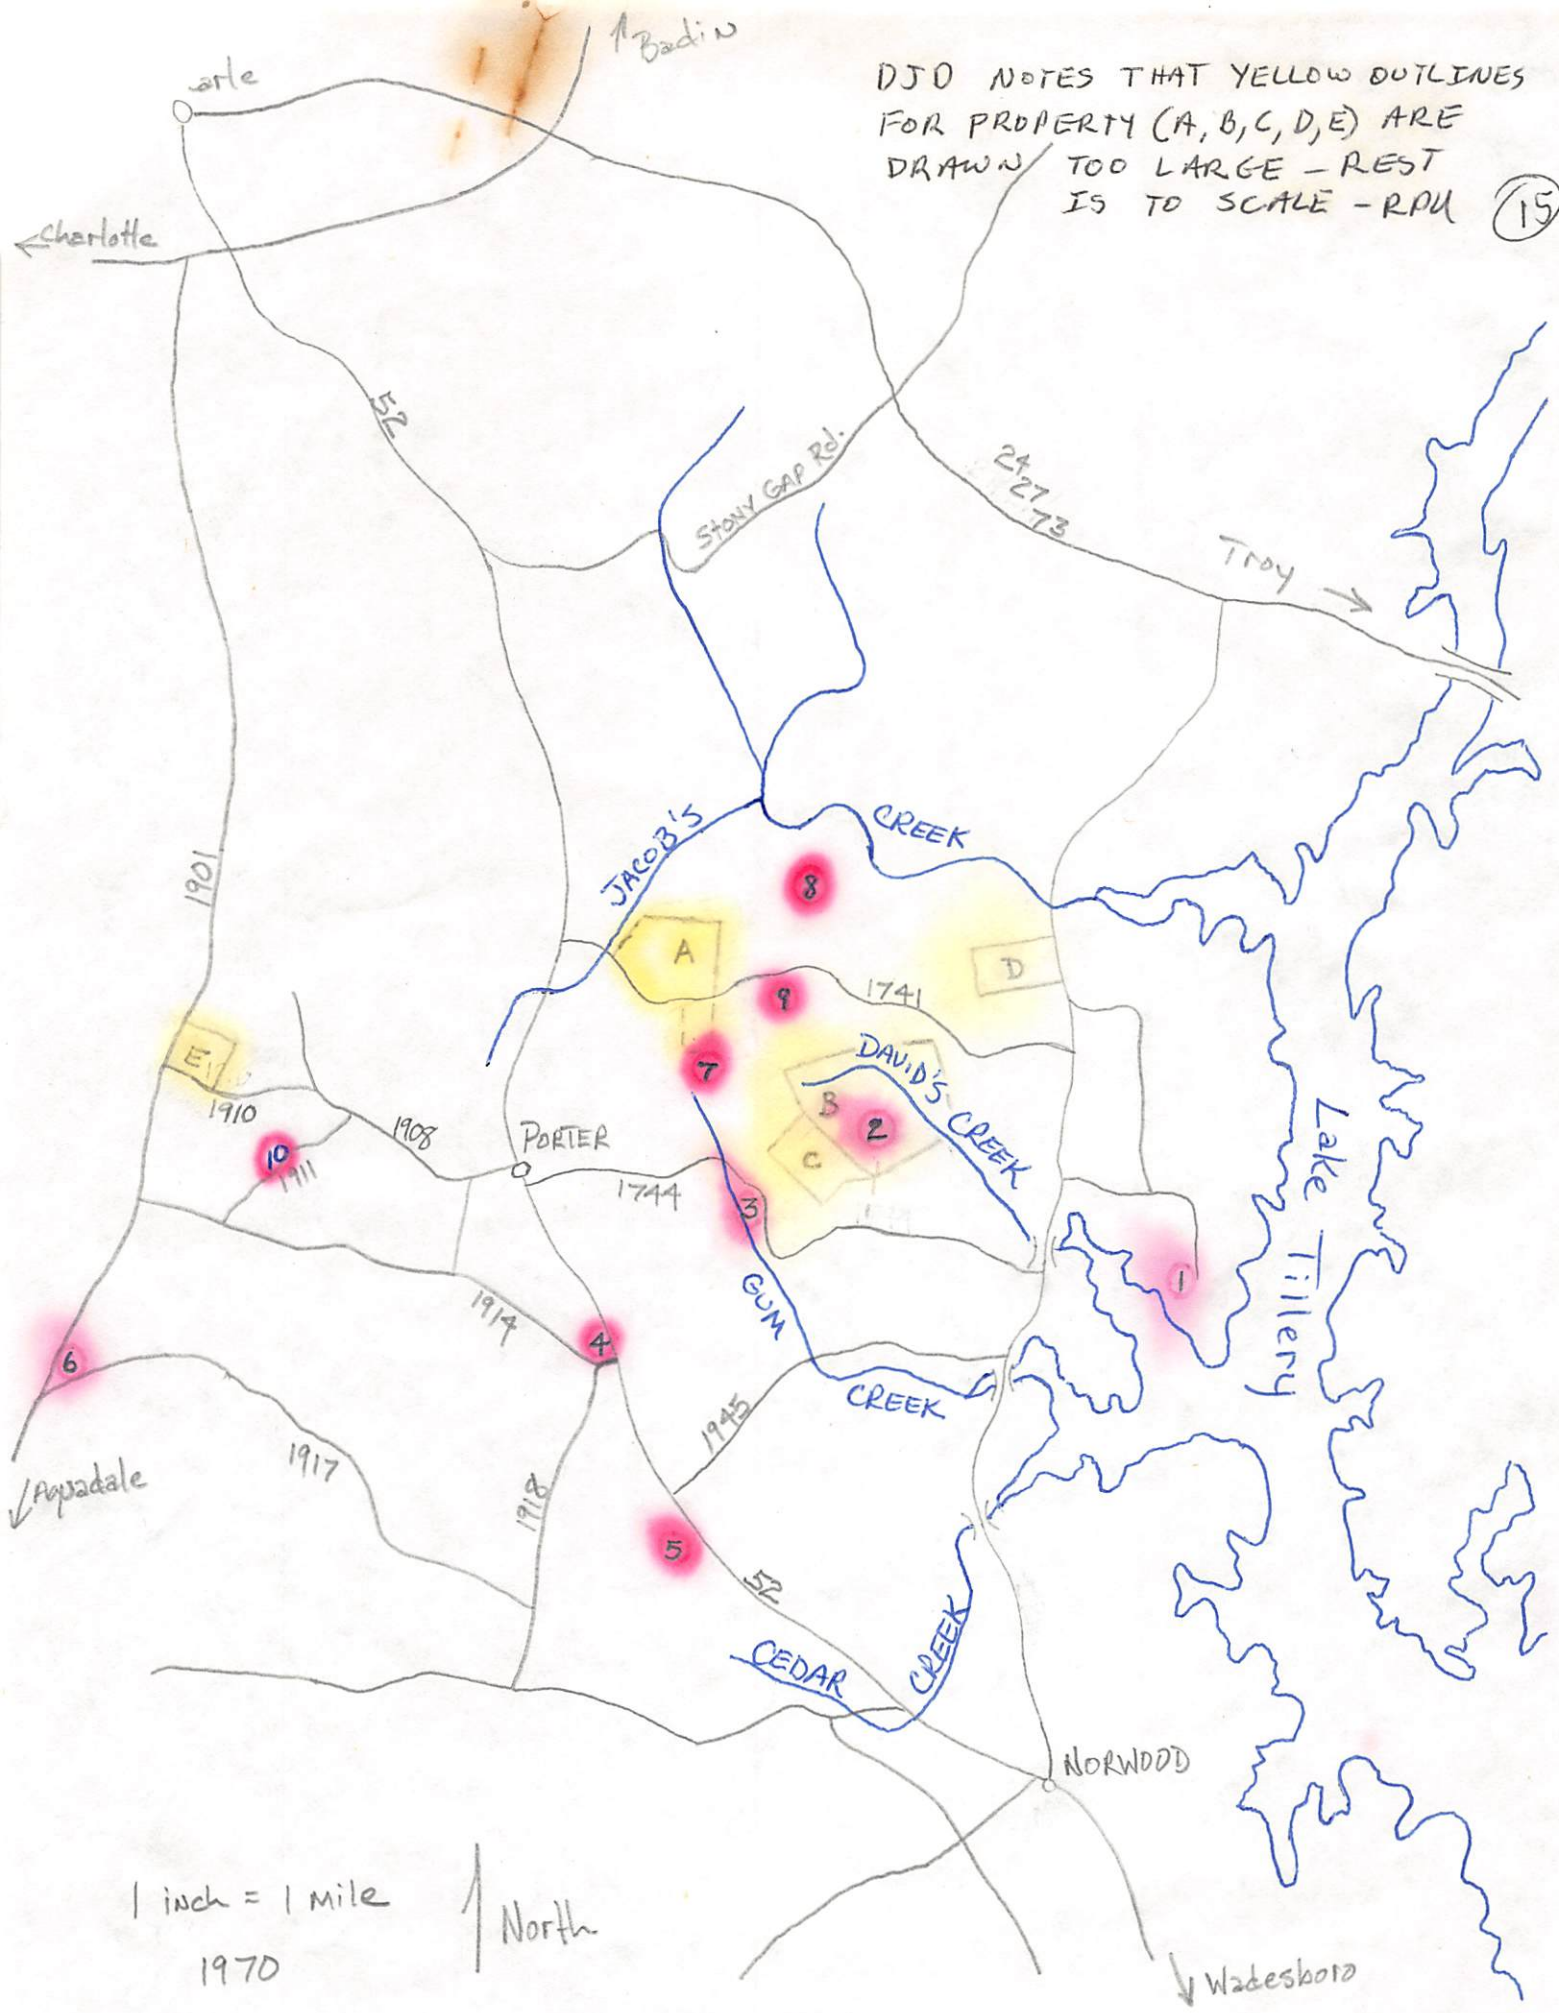 ↑ Badin
arle
DJD NOTES THAT YELLOW OUTLINES
FOR PROPERTY (A, B, C, D, E) ARE
DRAWN TOO LARGE – REST
IS TO SCALE – RPU
15
← Charlotte
52
STONY GAP Rd.
24
27
73
Troy →
JACOB'S
CREEK
1901
8
A
D
9
1741
E
7
DAVID'S
CREEK
B
2
C
1910
1908
10
1911
PORTER
1744
3
Lake Tillery
1
GUM
CREEK
1914
4
6
1945
1917
↓ Aquadale
1918
5
52
CEDAR
CREEK
NORWOOD
1 inch = 1 mile
1970
North
↓ Wadesboro